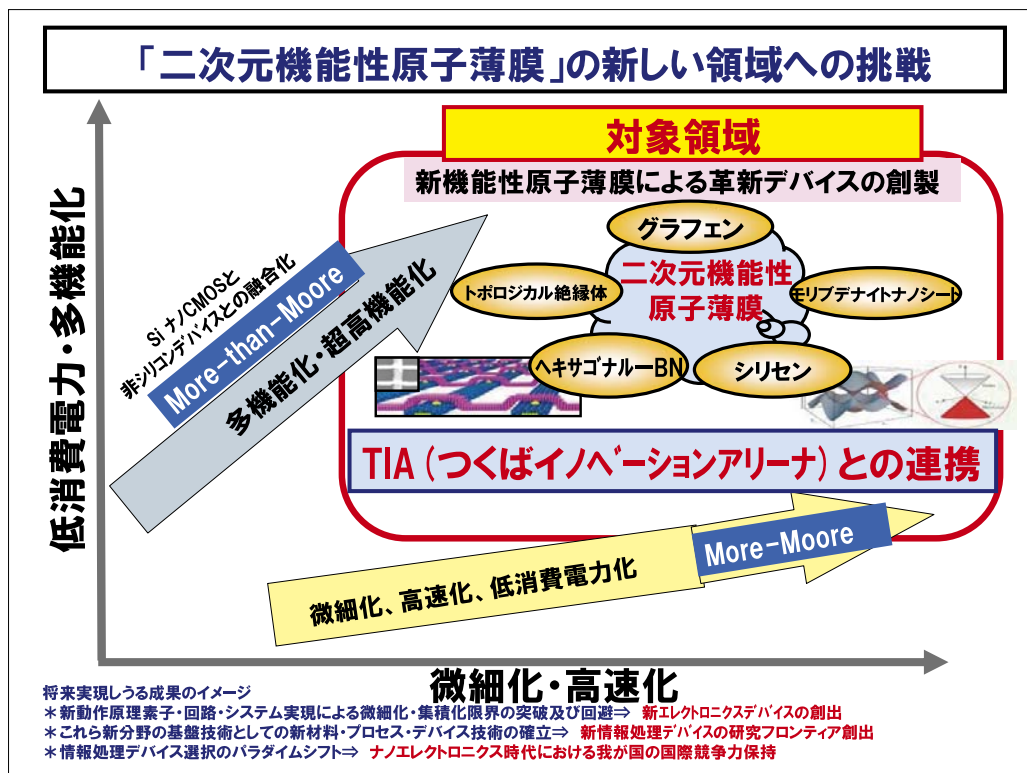 「二次元機能性原子薄膜」の新しい領域への挑戦
対象領域
新機能性原子薄膜による革新デバイスの創製
グラフェン
二次元機能性
原子薄膜
トポロジカル絶縁体
モリブデナイトナノシート
ヘキサゴナルーBN
シリセン
TIA (つくばイノベーションアリーナ) との連携
低消費電力・多機能化
Si ナノCMOSと
非シリコンデバイスとの融合化
More-than-Moore
多機能化・超高機能化
More-Moore
微細化、高速化、低消費電力化
微細化・高速化
将来実現しうる成果のイメージ
＊新動作原理素子・回路・システム実現による微細化・集積化限界の突破及び回避⇒ 新エレクトロニクスデバイスの創出
＊これら新分野の基盤技術としての新材料・プロセス・デバイス技術の確立⇒ 新情報処理デバイスの研究フロンティア創出
＊情報処理デバイス選択のパラダイムシフト⇒ ナノエレクトロニクス時代における我が国の国際競争力保持